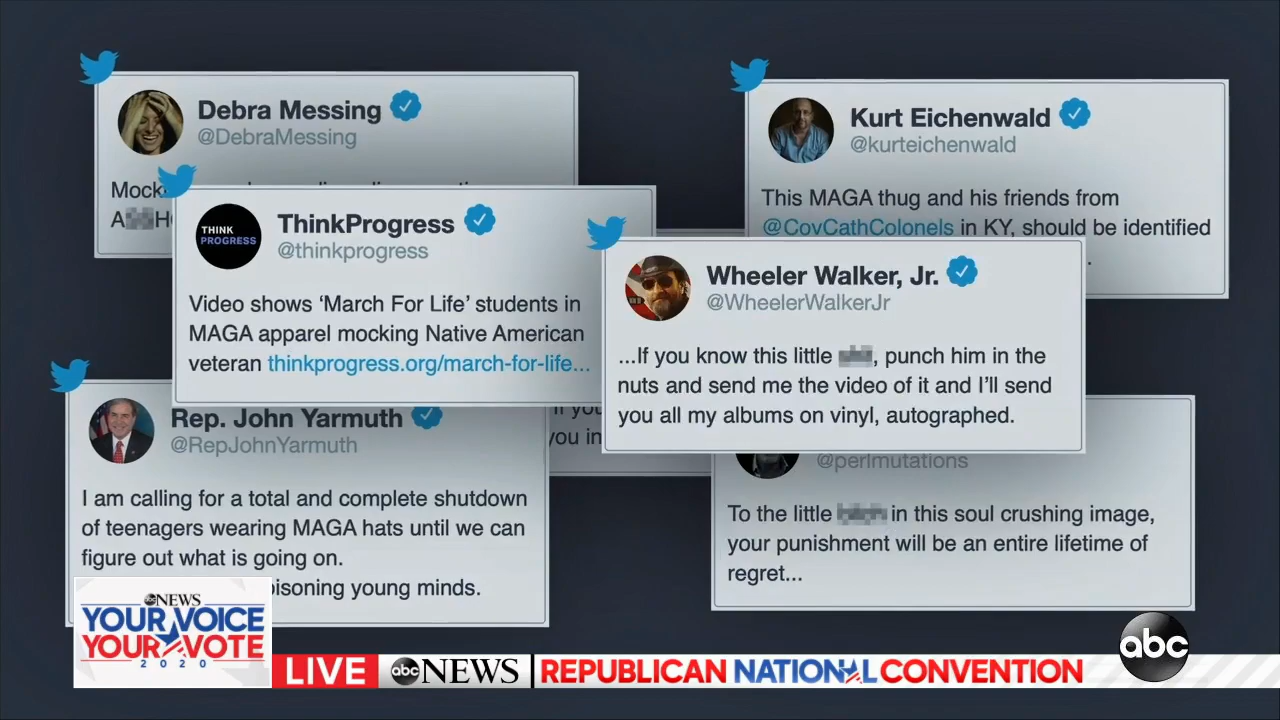 Debra Messing
@DebraMessing
Mock
A
ThinkProgress
@thinkprogress
THINK
PROGRESS
Video shows ‘March For Life’ students in
MAGA apparel mocking Native American
veteran thinkprogress.org/march-for-life...
Kurt Eichenwald
@kurteichenwald
This MAGA thug and his friends from
@CovCathColonels in KY, should be identified
Wheeler Walker, Jr.
@WheelerWalkerJr
...If you know this little, punch him in the
nuts and send me the video of it and I’ll send
you all my albums on vinyl, autographed.
If you
you in
Rep. John Yarmuth
@RepJohnYarmuth
I am calling for a total and complete shutdown
of teenagers wearing MAGA hats until we can
figure out what is going on.
oisoning young minds.
@perlmutations
To the little in this soul crushing image,
your punishment will be an entire lifetime of
regret...
abc NEWS
YOUR VOICE
YOUR VOTE
2020
LIVE abc NEWS REPUBLICAN NATIONAL CONVENTION
abc